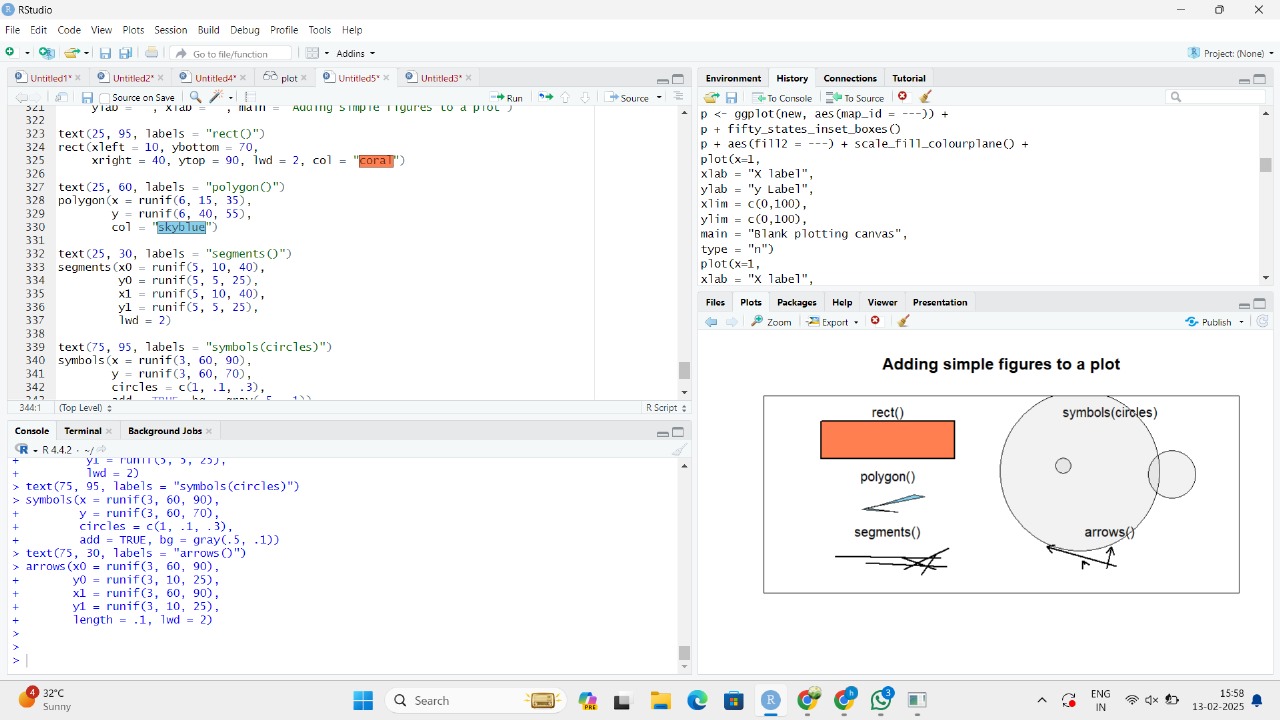 RStudio
File Edit Code View Plots Session Build Debug Profile Tools Help
Go to file/function Addins Project: (None)
Untitled1* Untitled2* Untitled4* plot Untitled5* Untitled3*
Source on Save Run Source
321 ylab = "", xlab = "", main = "Adding simple figures to a plot")
322
323 text(25, 95, labels = "rect()")
324 rect(xleft = 10, ybottom = 70,
325 xright = 40, ytop = 90, lwd = 2, col = "coral")
326
327 text(25, 60, labels = "polygon()")
328 polygon(x = runif(6, 15, 35),
329 y = runif(6, 40, 55),
330 col = "skyblue")
331
332 text(25, 30, labels = "segments()")
333 segments(x0 = runif(5, 10, 40),
334 y0 = runif(5, 5, 25),
335 x1 = runif(5, 10, 40),
336 y1 = runif(5, 5, 25),
337 lwd = 2)
338
339 text(75, 95, labels = "symbols(circles)")
340 symbols(x = runif(3, 60, 90),
341 y = runif(3, 60, 70),
342 circles = c(1, .1, .3),
343 add = TRUE, bg = gray(.5, .1))
344:1 (Top Level) R Script
Console Terminal Background Jobs
R 4.4.2 · ~/
+ y1 = runif(5, 5, 25),
+ lwd = 2)
> text(75, 95, labels = "symbols(circles)")
> symbols(x = runif(3, 60, 90),
+ y = runif(3, 60, 70),
+ circles = c(1, .1, .3),
+ add = TRUE, bg = gray(.5, .1))
> text(75, 30, labels = "arrows()")
> arrows(x0 = runif(3, 60, 90),
+ y0 = runif(3, 10, 25),
+ x1 = runif(3, 60, 90),
+ y1 = runif(3, 10, 25),
+ length = .1, lwd = 2)
>
>
Environment History Connections Tutorial
To Console To Source
p <- ggplot(new, aes(map_id = ---)) +
p + fifty_states_inset_boxes()
p + aes(fill2 = ---) + scale_fill_colourplane() +
plot(x=1,
xlab = "X label",
ylab = "y Label",
xlim = c(0,100),
ylim = c(0,100),
main = "Blank plotting canvas",
type = "n")
plot(x=1,
xlab = "X label",
Files Plots Packages Help Viewer Presentation
Zoom Export Publish
Adding simple figures to a plot
rect()
symbols(circles)
polygon()
segments()
arrows()
4 32°C
Sunny
Search
PRE
h
3
ENG
IN
15:58
13-02-2025